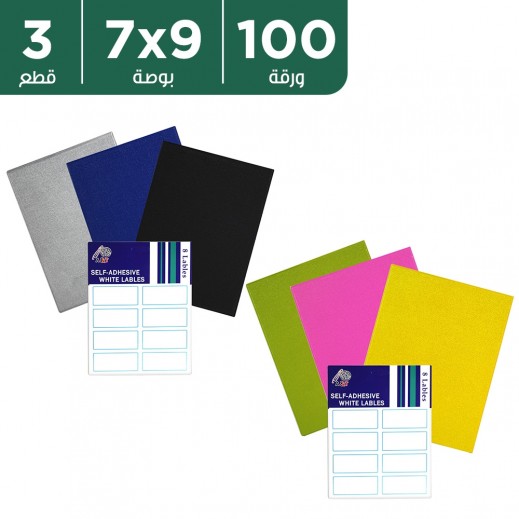 100
ورقة
7x9
بوصة
3
قطع
SELF-ADHESIVE
WHITE LABLES
8 Lables
SELF-ADHESIVE
WHITE LABLES
8 Lables